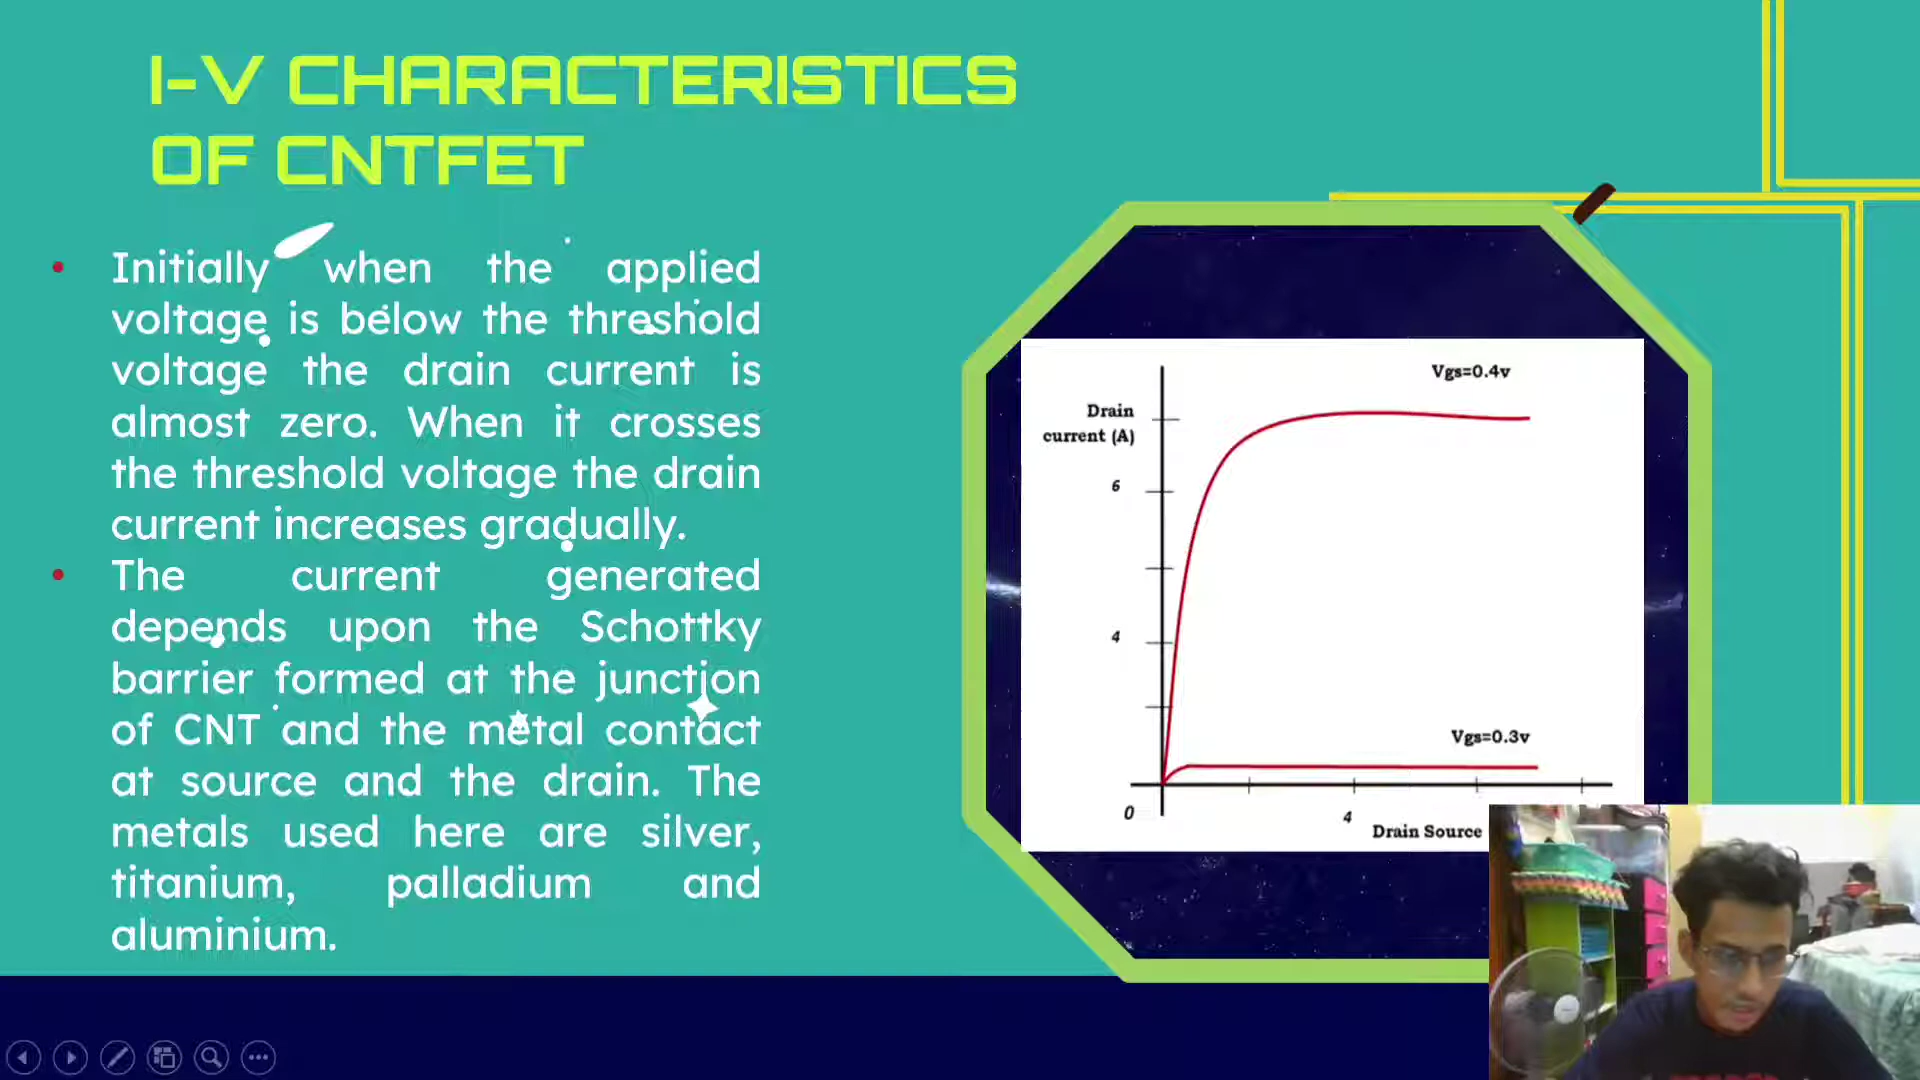 I-V CHARACTERISTICS
OF CNTFET
• Initially when the applied
voltage is below the threshold
voltage the drain current is
almost zero. When it crosses
the threshold voltage the drain
current increases gradually.
• The current generated
depends upon the Schottky
barrier formed at the junction
of CNT and the metal contact
at source and the drain. The
metals used here are silver,
titanium, palladium and
aluminium.
Vgs=0.4v
Drain
current (A)
6
4
Vgs=0.3v
0
4
Drain Source